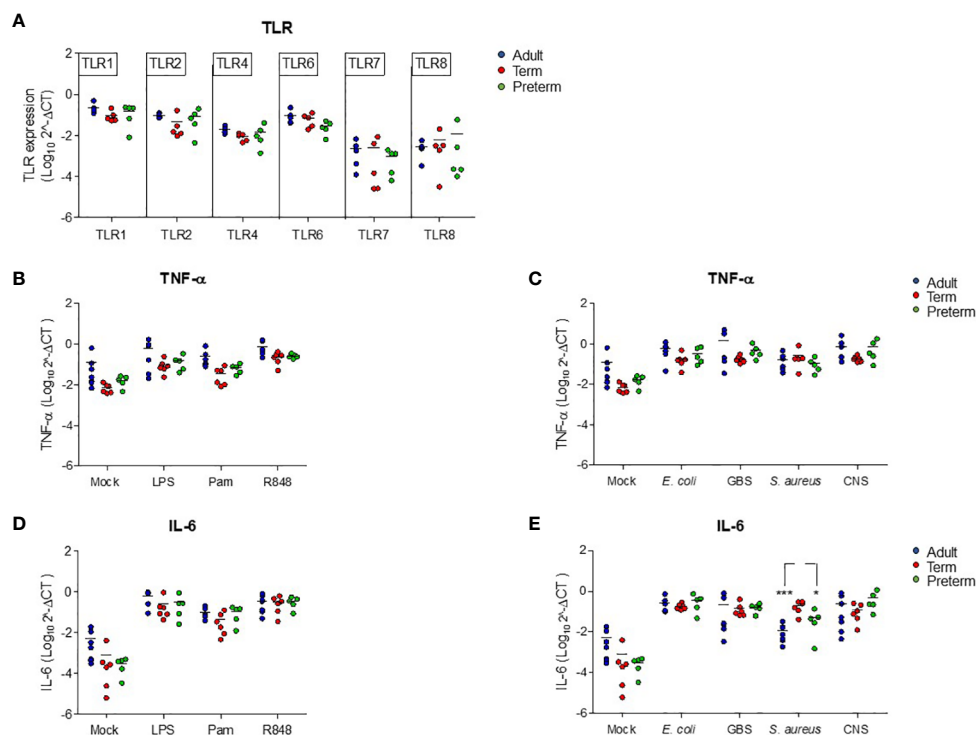 A
TLR
TLR1 TLR2 TLR4 TLR6 TLR7 TLR8
Adult
Term
Preterm
TLR expression
(Log10 2^-ΔCT)
2
0
-2
-4
-6
TLR1 TLR2 TLR4 TLR6 TLR7 TLR8
B
TNF-α
TNF-α (Log10 2^-ΔCT)
2
0
-2
-4
-6
Mock LPS Pam R848
C
TNF-α
Adult
Term
Preterm
TNF-α (Log10 2^-ΔCT)
2
0
-2
-4
-6
Mock E. coli GBS S. aureus CNS
D
IL-6
IL-6 (Log10 2^-ΔCT)
2
0
-2
-4
-6
Mock LPS Pam R848
E
IL-6
Adult
Term
Preterm
IL-6 (Log10 2^-ΔCT)
2
0
-2
-4
-6
*** *
Mock E. coli GBS S. aureus CNS